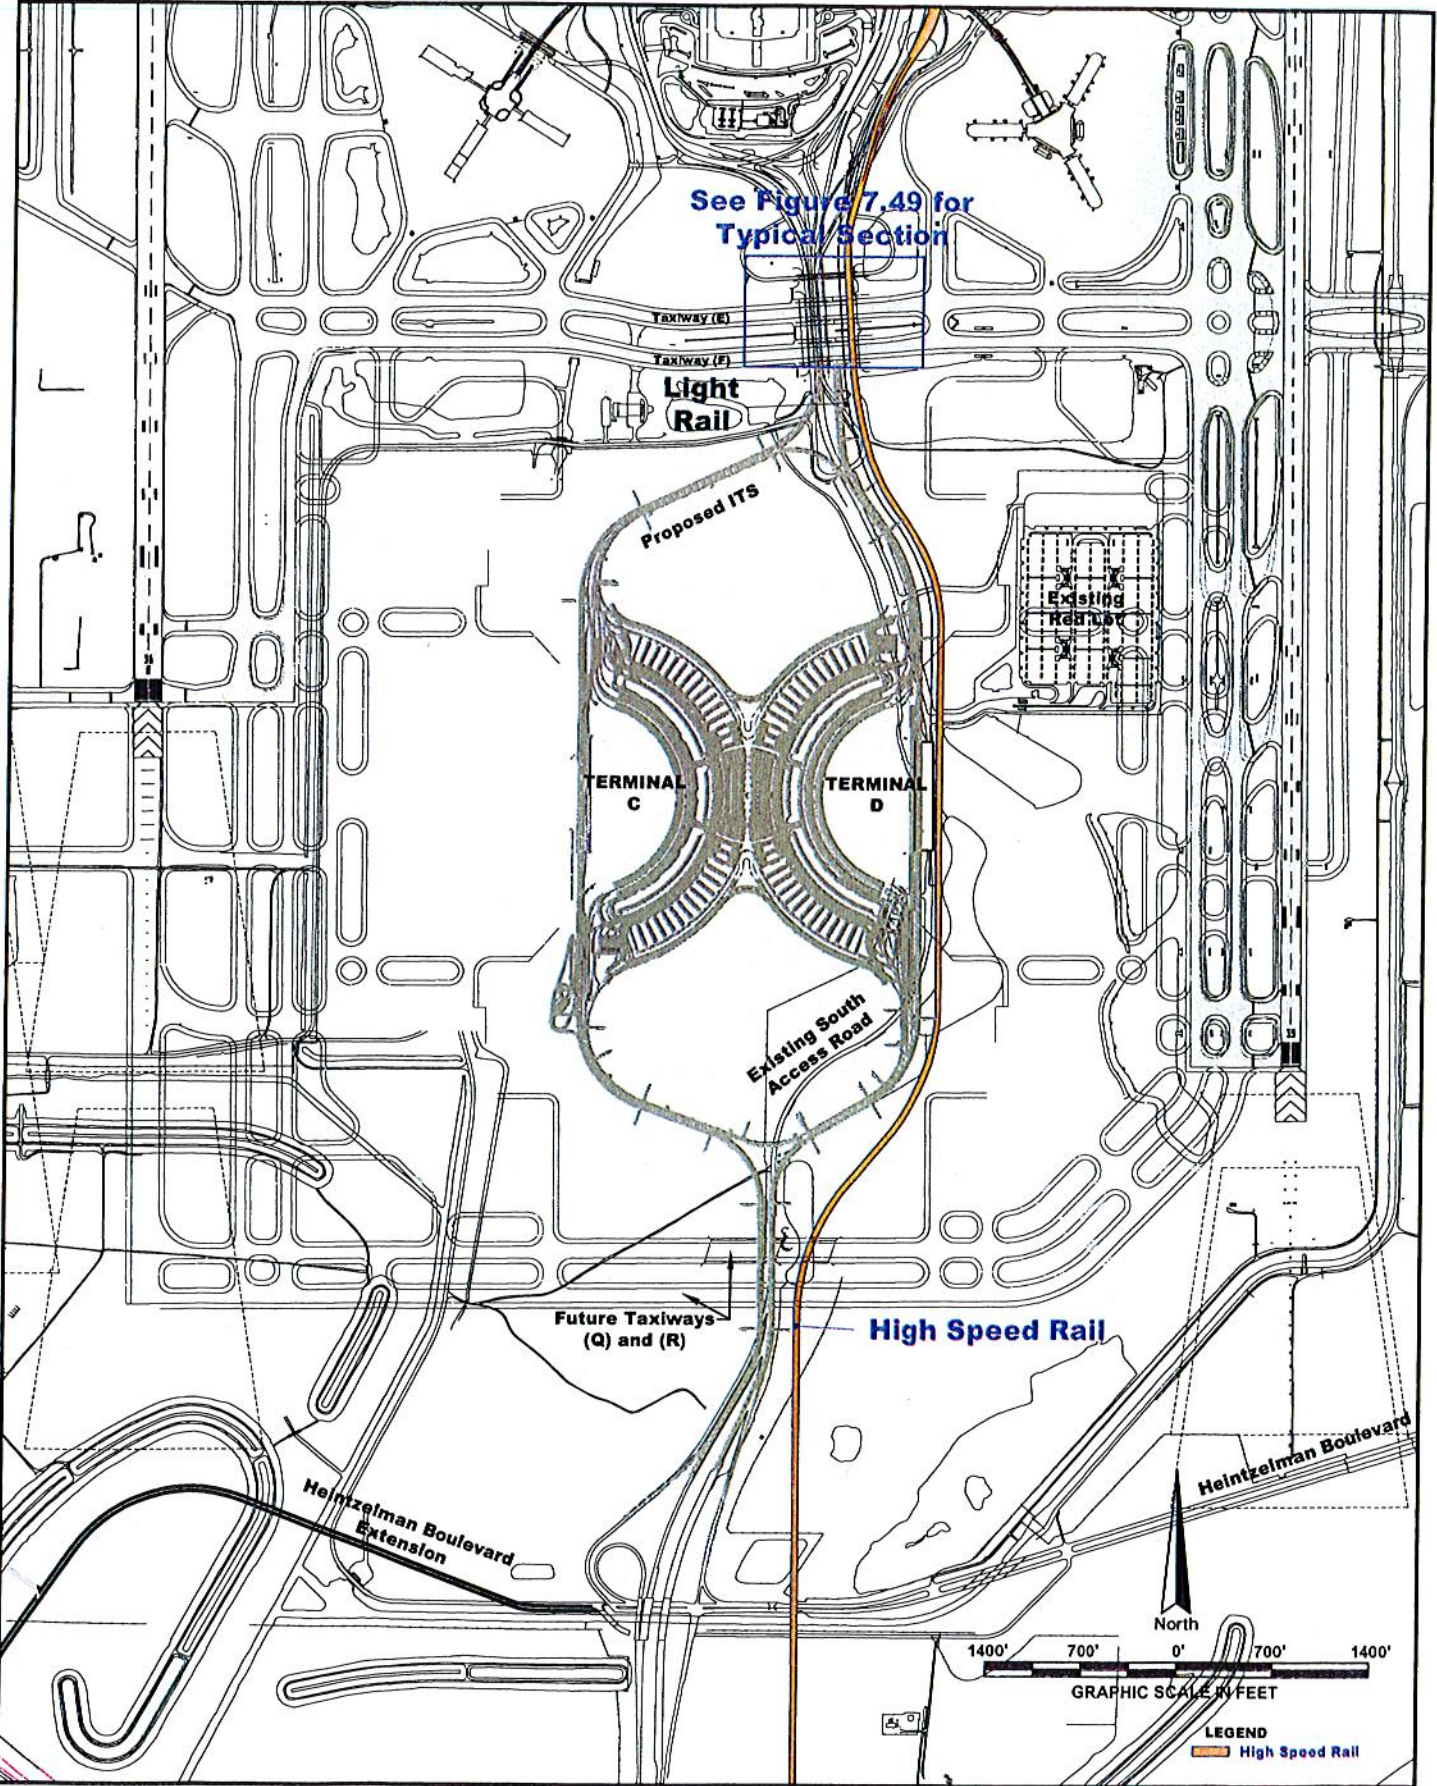 See Figure 7.49 for
Typical Section
Taxiway (E)
Taxiway (F)
Light
Rail
Proposed ITS
Existing
Red Lot
TERMINAL
C
TERMINAL
D
Existing South
Access Road
Future Taxiways
(Q) and (R)
High Speed Rail
Heintzelman Boulevard
Extension
Heintzelman Boulevard
North
1400' 700' 0' 700' 1400'
GRAPHIC SCALE IN FEET
LEGEND
High Speed Rail